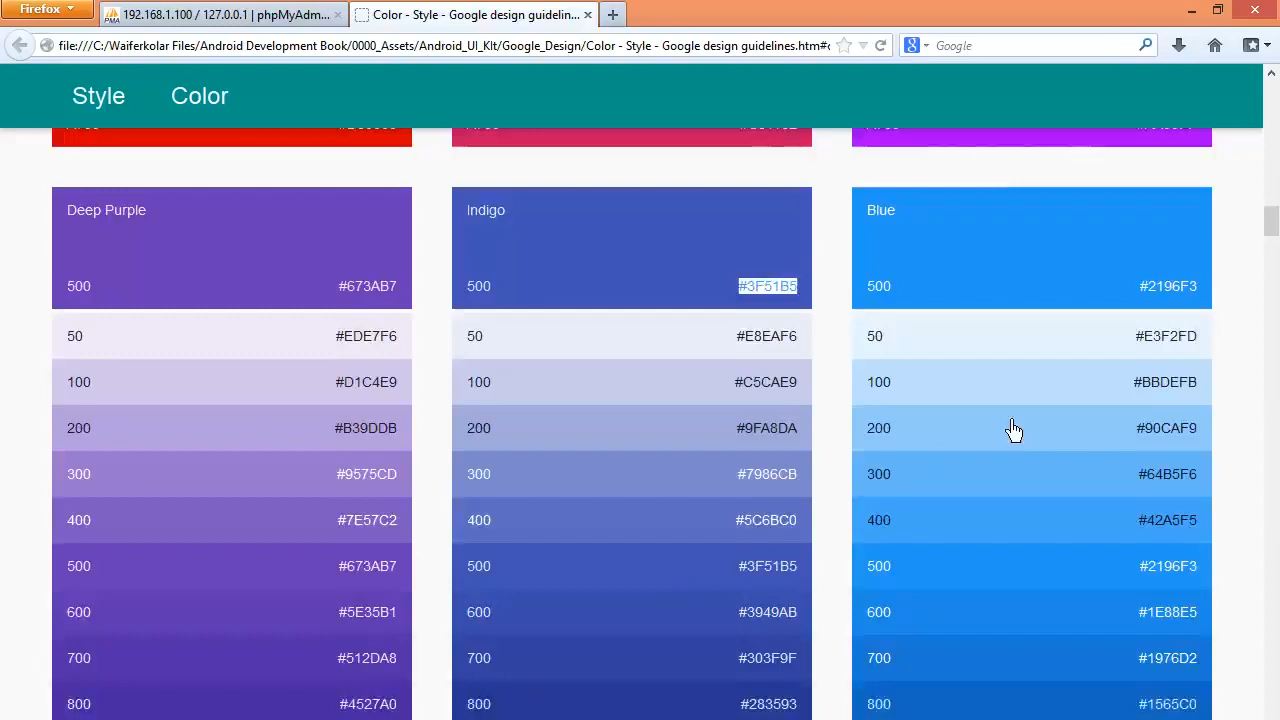 Firefox
192.168.1.100 / 127.0.0.1 | phpMyAdm...
Color - Style - Google design guidelin...
file:///C:/Waiferkolar Files/Android Development Book/0000_Assets/Android_UI_KIt/Google_Design/Color - Style - Google design guidelines.htm#c
Google
Style Color
Deep Purple
500 #673AB7
50 #EDE7F6
100 #D1C4E9
200 #B39DDB
300 #9575CD
400 #7E57C2
500 #673AB7
600 #5E35B1
700 #512DA8
800 #4527A0
Indigo
500 #3F51B5
50 #E8EAF6
100 #C5CAE9
200 #9FA8DA
300 #7986CB
400 #5C6BC0
500 #3F51B5
600 #3949AB
700 #303F9F
800 #283593
Blue
500 #2196F3
50 #E3F2FD
100 #BBDEFB
200 #90CAF9
300 #64B5F6
400 #42A5F5
500 #2196F3
600 #1E88E5
700 #1976D2
800 #1565C0